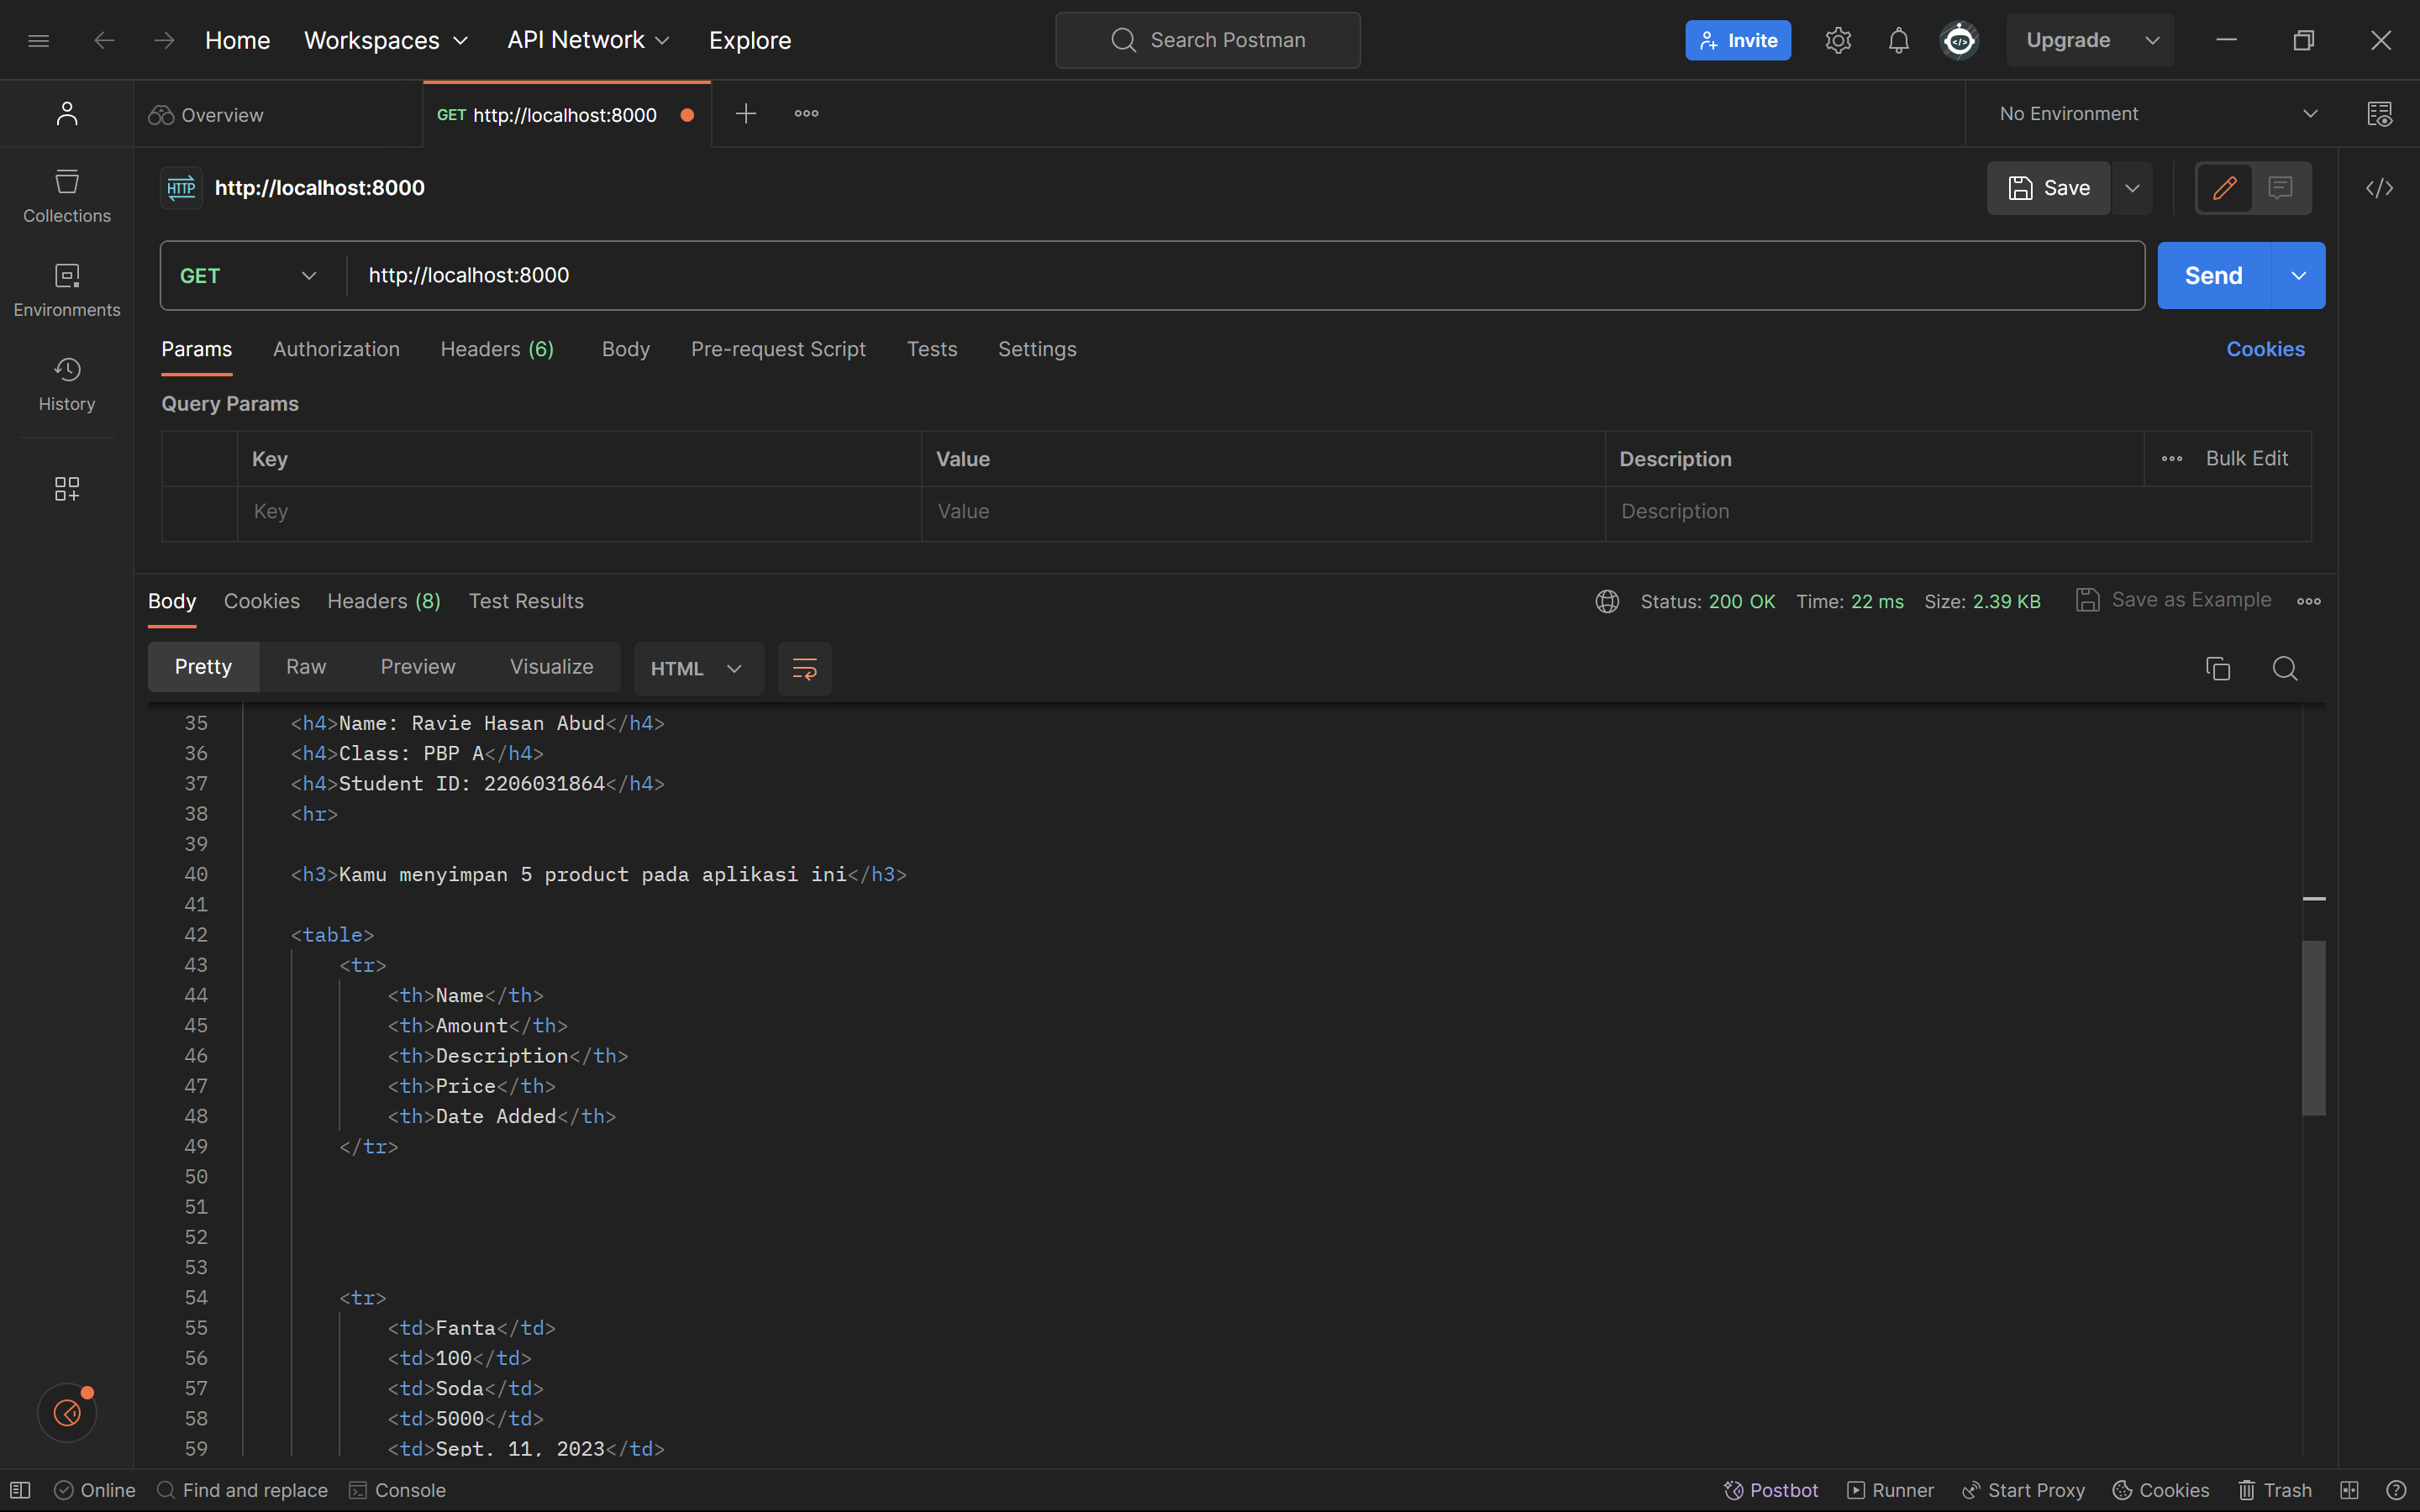 Home Workspaces API Network Explore Search Postman Invite Upgrade
Overview GET http://localhost:8000 No Environment
HTTP http://localhost:8000 Save
Collections
GET http://localhost:8000 Send
Environments
Params Authorization Headers (6) Body Pre-request Script Tests Settings Cookies
History
Query Params
Key Value Description Bulk Edit
Key Value Description
Body Cookies Headers (8) Test Results Status: 200 OK Time: 22 ms Size: 2.39 KB Save as Example
Pretty Raw Preview Visualize HTML
35 <h4>Name: Ravie Hasan Abud</h4>
36 <h4>Class: PBP A</h4>
37 <h4>Student ID: 2206031864</h4>
38 <hr>
39
40 <h3>Kamu menyimpan 5 product pada aplikasi ini</h3>
41
42 <table>
43 <tr>
44 <th>Name</th>
45 <th>Amount</th>
46 <th>Description</th>
47 <th>Price</th>
48 <th>Date Added</th>
49 </tr>
50
51
52
53
54 <tr>
55 <td>Fanta</td>
56 <td>100</td>
57 <td>Soda</td>
58 <td>5000</td>
59 <td>Sept. 11, 2023</td>
Online Find and replace Console Postbot Runner Start Proxy Cookies Trash